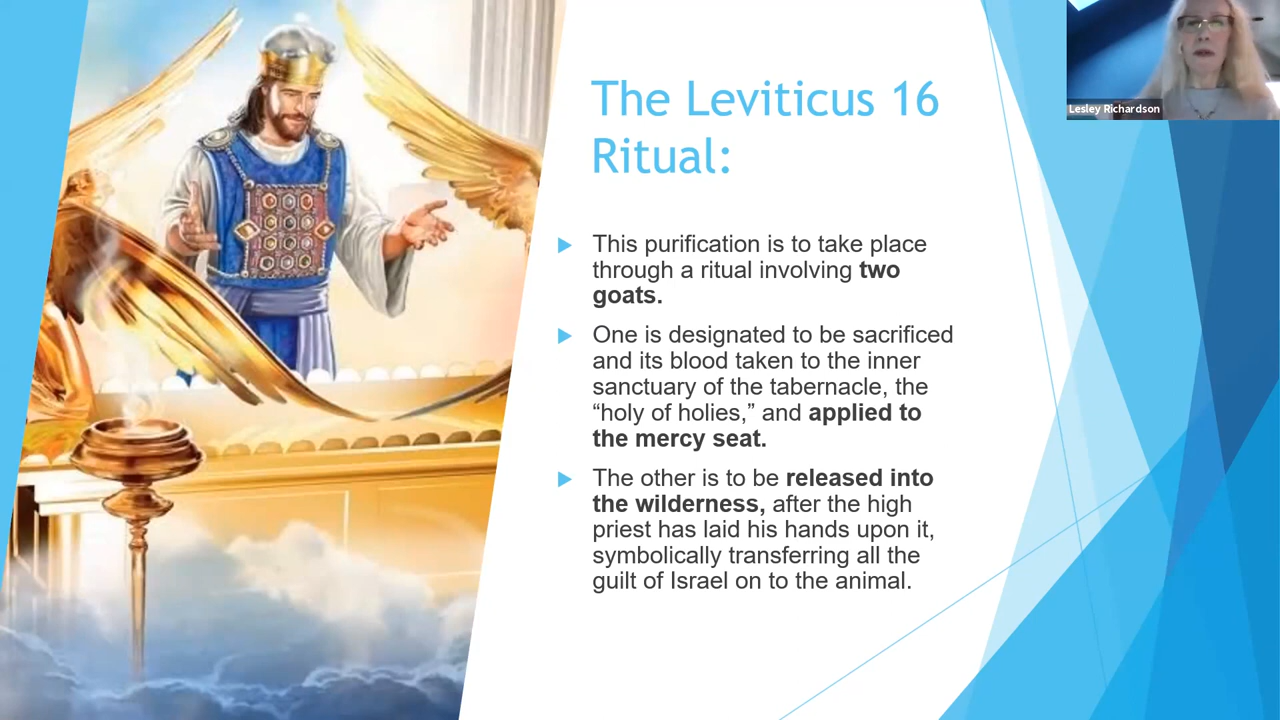 The Leviticus 16
Ritual:
This purification is to take place
through a ritual involving two
goats.
One is designated to be sacrificed
and its blood taken to the inner
sanctuary of the tabernacle, the
“holy of holies,” and applied to
the mercy seat.
The other is to be released into
the wilderness, after the high
priest has laid his hands upon it,
symbolically transferring all the
guilt of Israel on to the animal.
Lesley Richardson